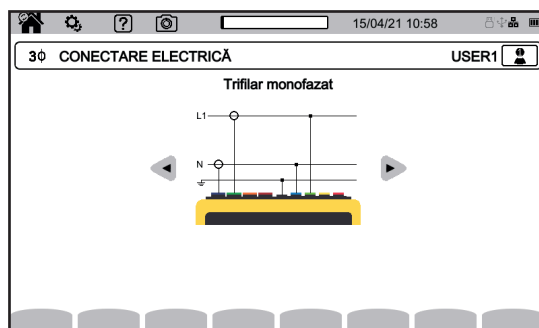 ? 15/04/21 10:58
3Φ CONECTARE ELECTRICĂ USER1
Trifilar monofazat
L1
N